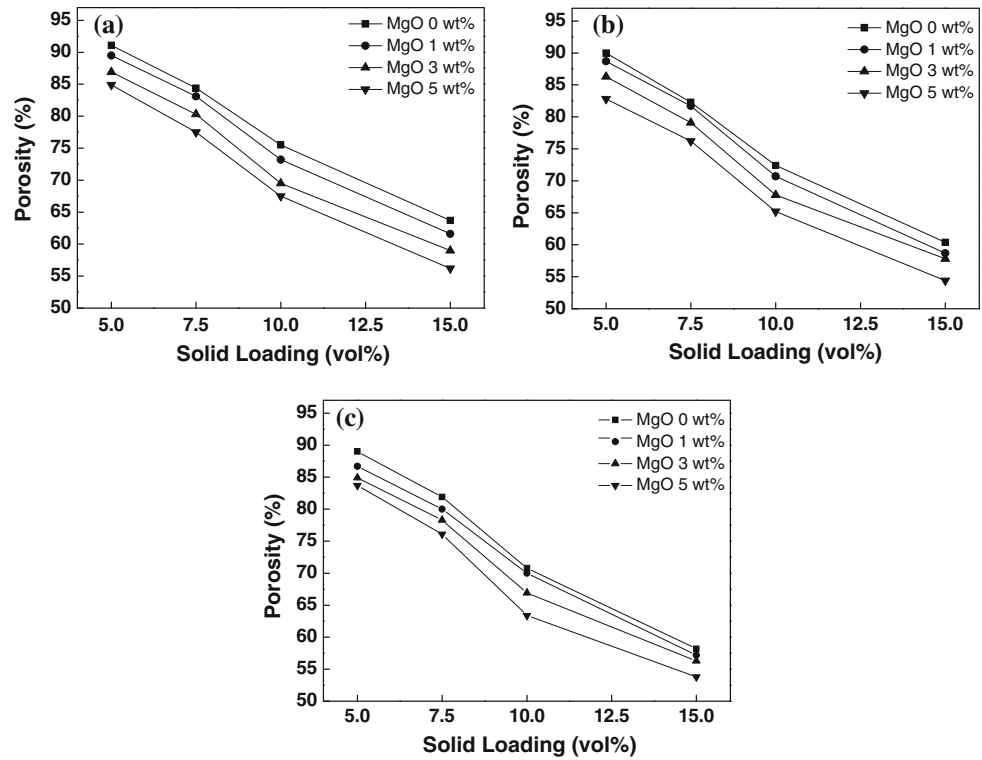 (a)
MgO 0 wt%
MgO 1 wt%
MgO 3 wt%
MgO 5 wt%
95
90
85
80
75
70
65
60
55
50
Porosity (%)
5.0 7.5 10.0 12.5 15.0
Solid Loading (vol%)
(b)
MgO 0 wt%
MgO 1 wt%
MgO 3 wt%
MgO 5 wt%
95
90
85
80
75
70
65
60
55
50
Porosity (%)
5.0 7.5 10.0 12.5 15.0
Solid Loading (vol%)
(c)
MgO 0 wt%
MgO 1 wt%
MgO 3 wt%
MgO 5 wt%
95
90
85
80
75
70
65
60
55
50
Porosity (%)
5.0 7.5 10.0 12.5 15.0
Solid Loading (vol%)